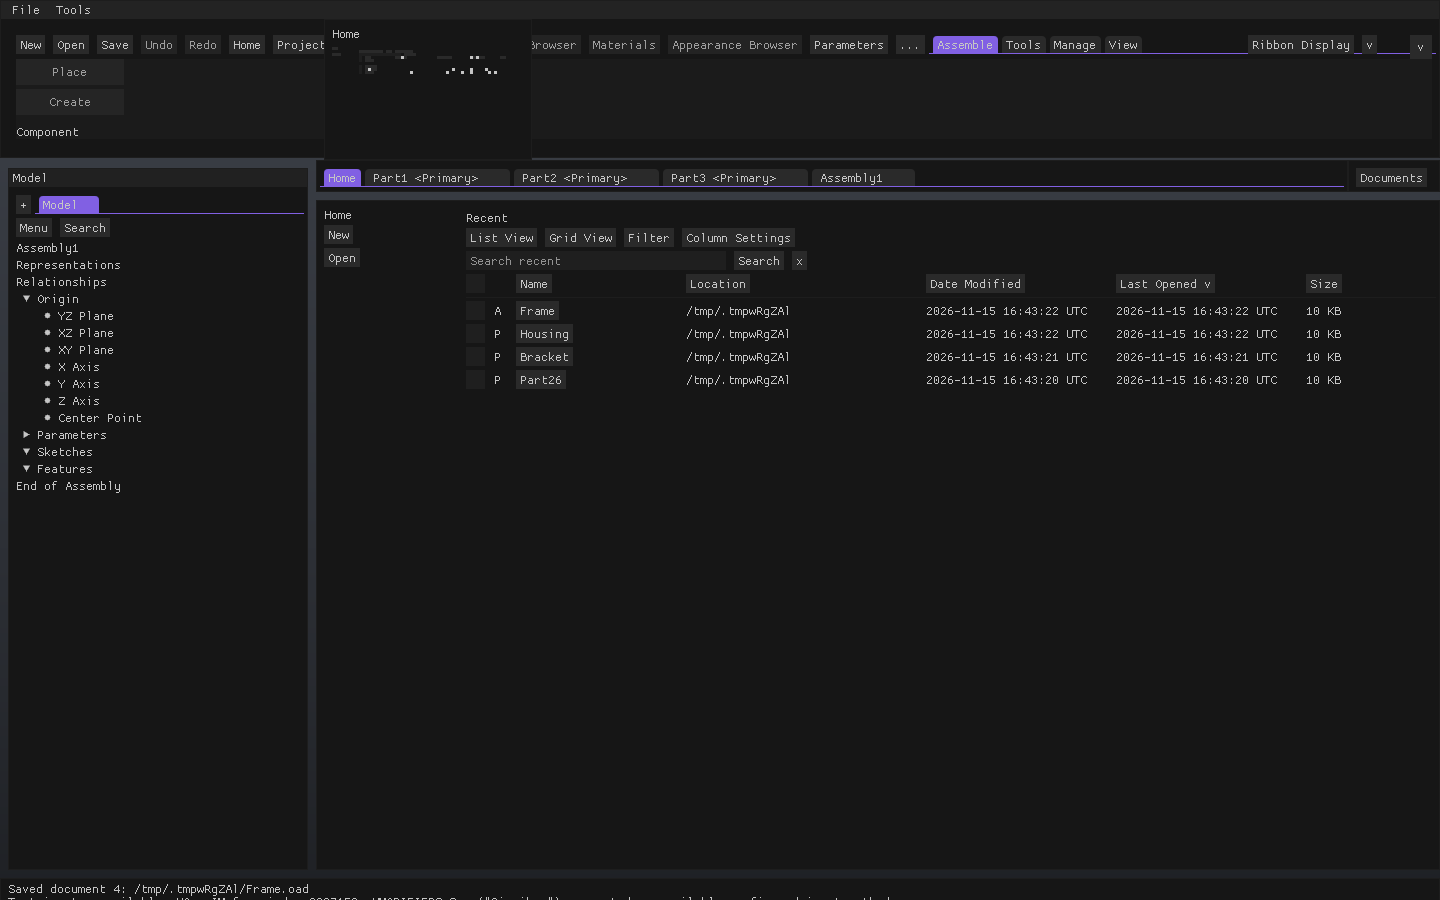 File Tools
New Open Save Undo Redo Home Project Browser Materials Appearance Browser Parameters ... Assemble Tools Manage View Ribbon Display v v
Home
Place
Create
Component
Model
+ Model
Menu Search
Assembly1
Representations
Relationships
Origin
YZ Plane
XZ Plane
XY Plane
X Axis
Y Axis
Z Axis
Center Point
Parameters
Sketches
Features
End of Assembly
Home Part1 <Primary> Part2 <Primary> Part3 <Primary> Assembly1 Documents
Home
New
Open
Recent
List View Grid View Filter Column Settings
Search recent Search x
Name Location Date Modified Last Opened v Size
A Frame /tmp/.tmpwRgZAl 2026-11-15 16:43:22 UTC 2026-11-15 16:43:22 UTC 10 KB
P Housing /tmp/.tmpwRgZAl 2026-11-15 16:43:22 UTC 2026-11-15 16:43:22 UTC 10 KB
P Bracket /tmp/.tmpwRgZAl 2026-11-15 16:43:21 UTC 2026-11-15 16:43:21 UTC 10 KB
P Part26 /tmp/.tmpwRgZAl 2026-11-15 16:43:20 UTC 2026-11-15 16:43:20 UTC 10 KB
Saved document 4: /tmp/.tmpwRgZAl/Frame.oad